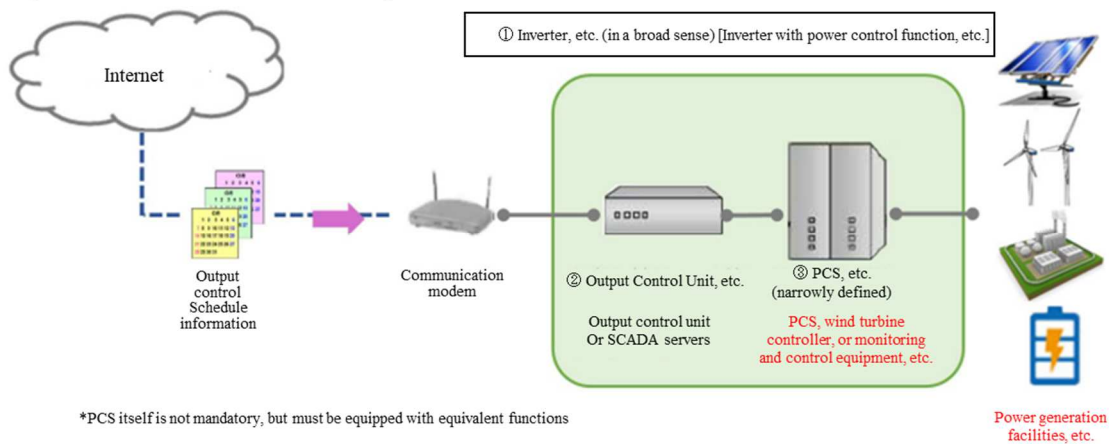 ① Inverter, etc. (in a broad sense) [Inverter with power control function, etc.]
Internet
Output
control
Schedule
information
Communication
modem
② Output Control Unit, etc.
Output control unit
Or SCADA servers
③ PCS, etc.
(narrowly defined)
PCS, wind turbine
controller, or monitoring
and control equipment, etc.
*PCS itself is not mandatory, but must be equipped with equivalent functions
Power generation
facilities, etc.